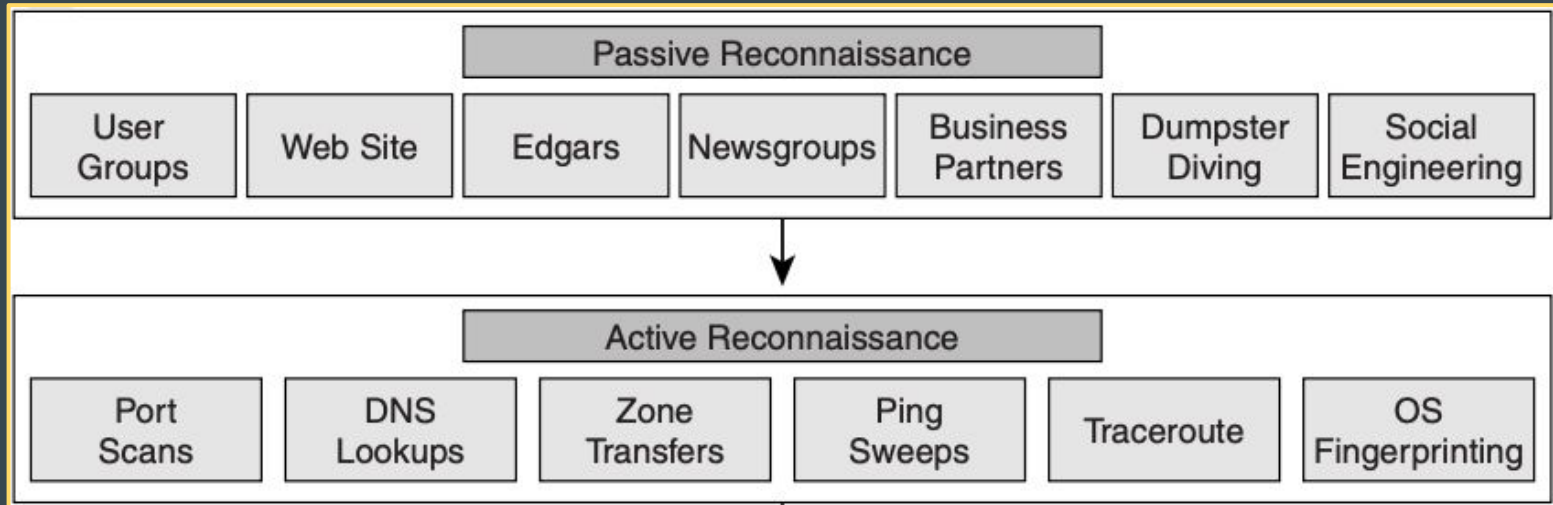 Passive Reconnaissance
User
Groups
Web Site
Edgars
Newsgroups
Business
Partners
Dumpster
Diving
Social
Engineering
Active Reconnaissance
Port
Scans
DNS
Lookups
Zone
Transfers
Ping
Sweeps
Traceroute
OS
Fingerprinting